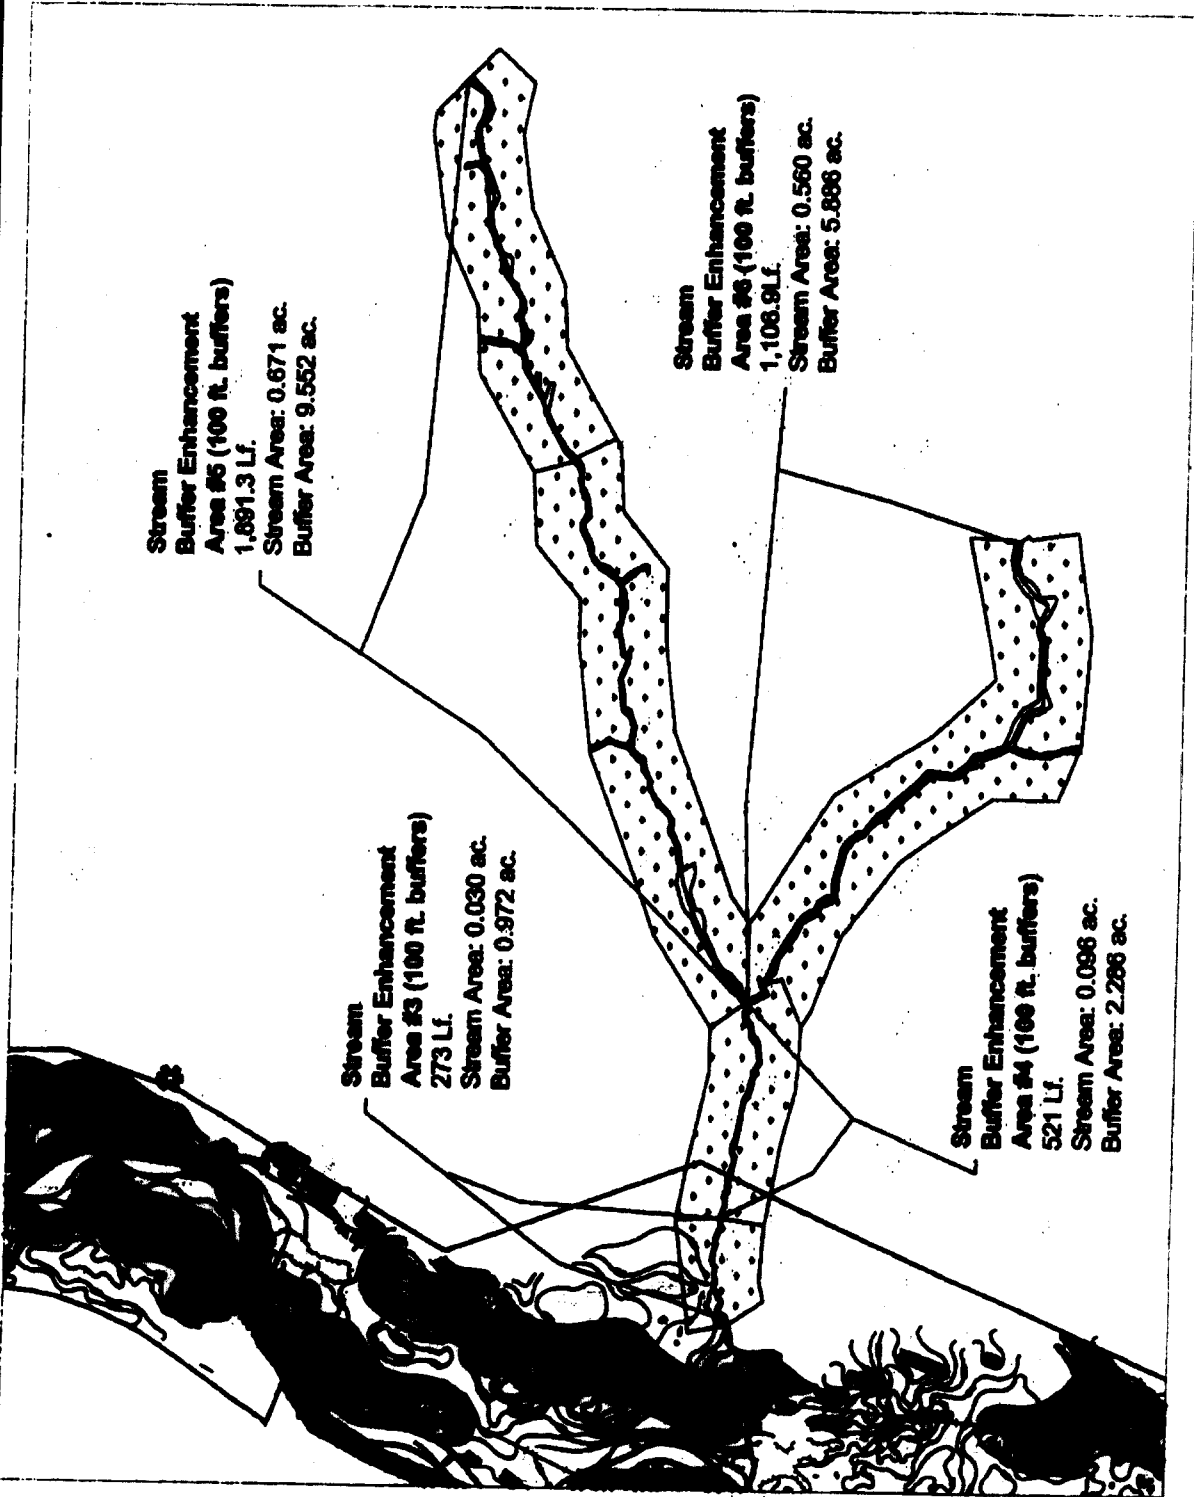 Stream
Buffer Enhancement
Area #5 (100 ft. buffers)
1,891.3 Lf.
Stream Area: 0.671 ac.
Buffer Area: 9.552 ac.
Stream
Buffer Enhancement
Area #6 (100 ft. buffers)
1,106.9Lf.
Stream Area: 0.560 ac.
Buffer Area: 5.886 ac.
Stream
Buffer Enhancement
Area #3 (100 ft. buffers)
273 Lf.
Stream Area: 0.030 ac.
Buffer Area: 0.972 ac.
Stream
Buffer Enhancement
Area #4 (100 ft. buffers)
521 Lf.
Stream Area: 0.096 ac.
Buffer Area: 2.286 ac.